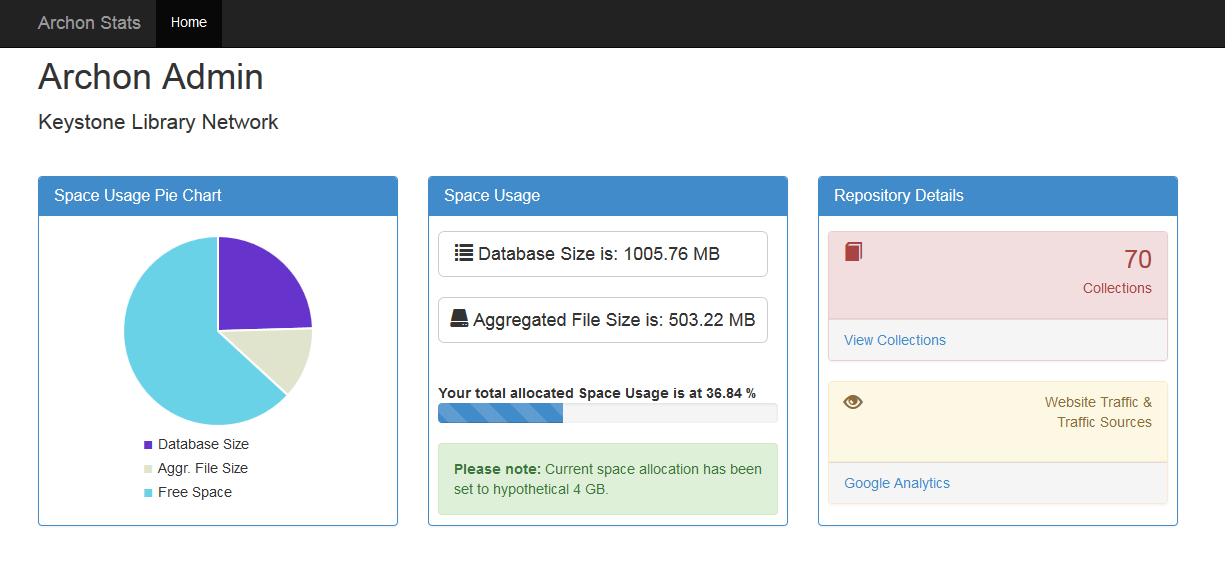 Archon Stats Home
Archon Admin
Keystone Library Network
Space Usage Pie Chart
Database Size
Aggr. File Size
Free Space
Space Usage
Database Size is: 1005.76 MB
Aggregated File Size is: 503.22 MB
Your total allocated Space Usage is at 36.84 %
Please note: Current space allocation has been
set to hypothetical 4 GB.
Repository Details
70
Collections
View Collections
Website Traffic &
Traffic Sources
Google Analytics